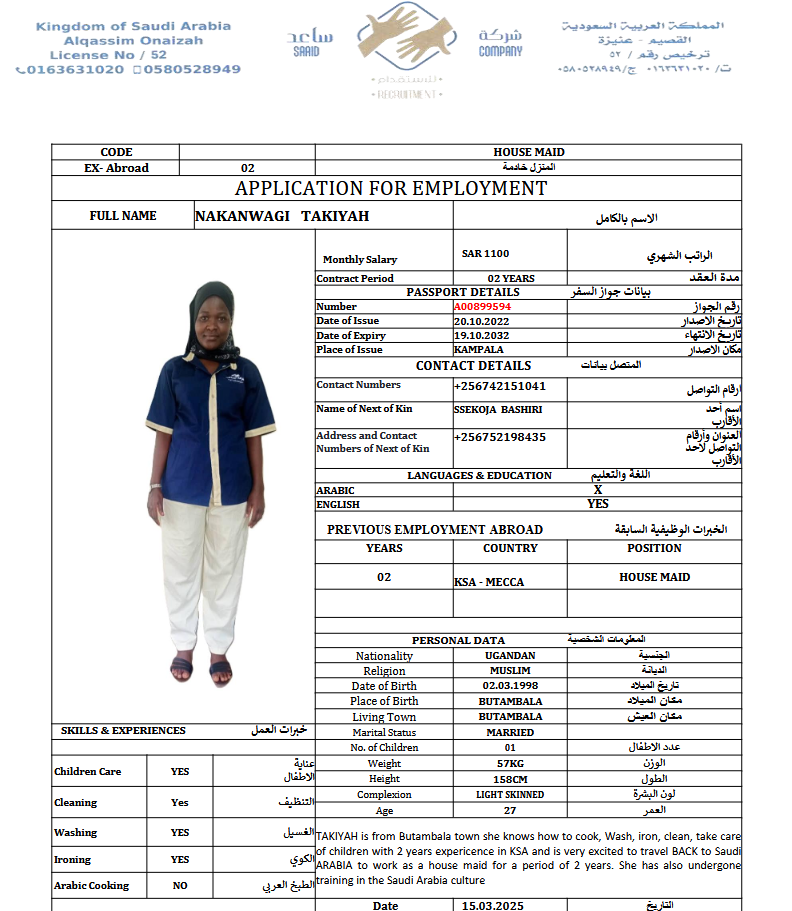 Kingdom of Saudi Arabia
Alqassim Onaizah
License No / 52
0163631020 0580528949
ساعد
SAAID
شركة
COMPANY
للاستقدام
RECRUITMENT
المملكة العربية السعودية
القصيم - عنيزة
ترخيص رقم / ٥٢
ت/ ٠١٦٣٦٣١٠٢٠ ج/ ٠٥٨٠٥٢٨٩٤٩
CODE HOUSE MAID
EX- Abroad 02 المنزل خادمة
APPLICATION FOR EMPLOYMENT
FULL NAME NAKANWAGI TAKIYAH الاسم بالكامل
Monthly Salary SAR 1100 الراتب الشهري
Contract Period 02 YEARS مدة العقد
PASSPORT DETAILS بيانات جواز السفر
Number A00899594 رقم الجواز
Date of Issue 20.10.2022 تاريخ الاصدار
Date of Expiry 19.10.2032 تاريخ الانتهاء
Place of Issue KAMPALA مكان الاصدار
CONTACT DETAILS المتصل بيانات
Contact Numbers +256742151041 ارقام التواصل
Name of Next of Kin SSEKOJA BASHIRI اسم أحد الأقارب
Address and Contact Numbers of Next of Kin +256752198435 العنوان وأرقام التواصل لاحد الأقارب
LANGUAGES & EDUCATION اللغة والتعليم
ARABIC X
ENGLISH YES
PREVIOUS EMPLOYMENT ABROAD الخبرات الوظيفية السابقة
YEARS COUNTRY POSITION
02 KSA - MECCA HOUSE MAID
PERSONAL DATA المعلومات الشخصية
Nationality UGANDAN الجنسية
Religion MUSLIM الديانة
Date of Birth 02.03.1998 تاريخ الميلاد
Place of Birth BUTAMBALA مكان الميلاد
Living Town BUTAMBALA مكان العيش
Marital Status MARRIED
No. of Children 01 عدد الاطفال
Weight 57KG الوزن
Height 158CM الطول
Complexion LIGHT SKINNED لون البشرة
Age 27 العمر
SKILLS & EXPERIENCES خبرات العمل
Children Care YES عناية الاطفال
Cleaning Yes التنظيف
Washing YES الغسيل
Ironing YES الكوي
Arabic Cooking NO الطبخ العربي
TAKIYAH is from Butambala town she knows how to cook, Wash, iron, clean, take care
of children with 2 years expericence in KSA and is very excited to travel BACK to Saudi
ARABIA to work as a house maid for a period of 2 years. She has also undergone
training in the Saudi Arabia culture
Date 15.03.2025 التاريخ